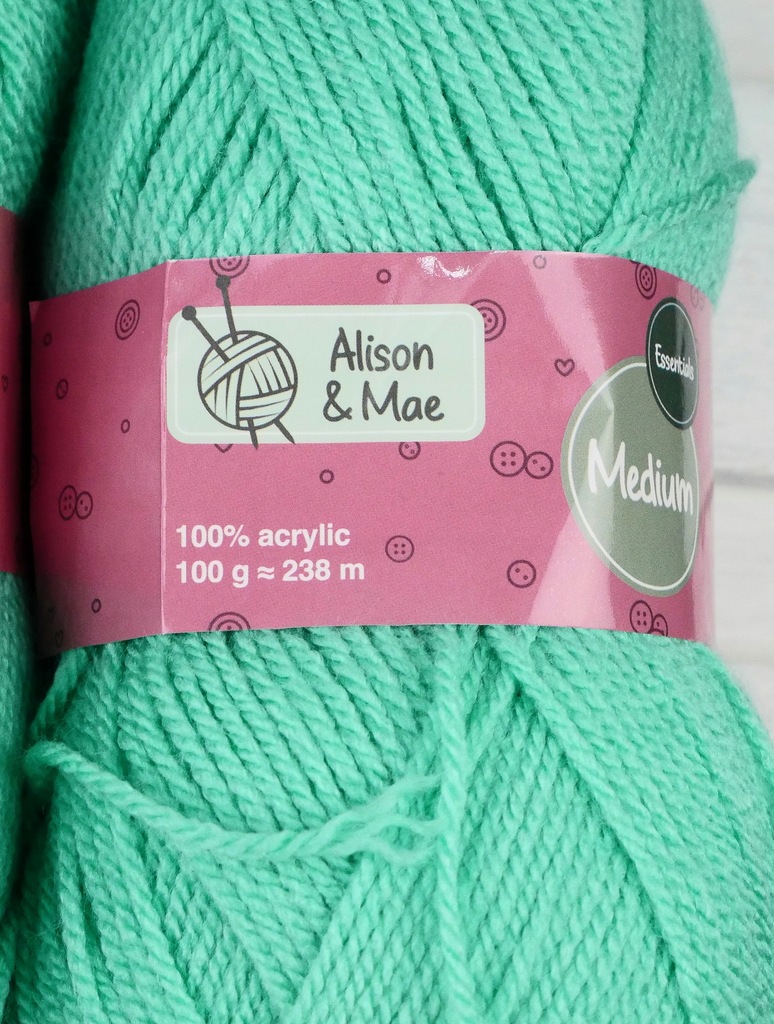 Alison
& Mae
Essentials
Medium
100% acrylic
100 g ≈ 238 m